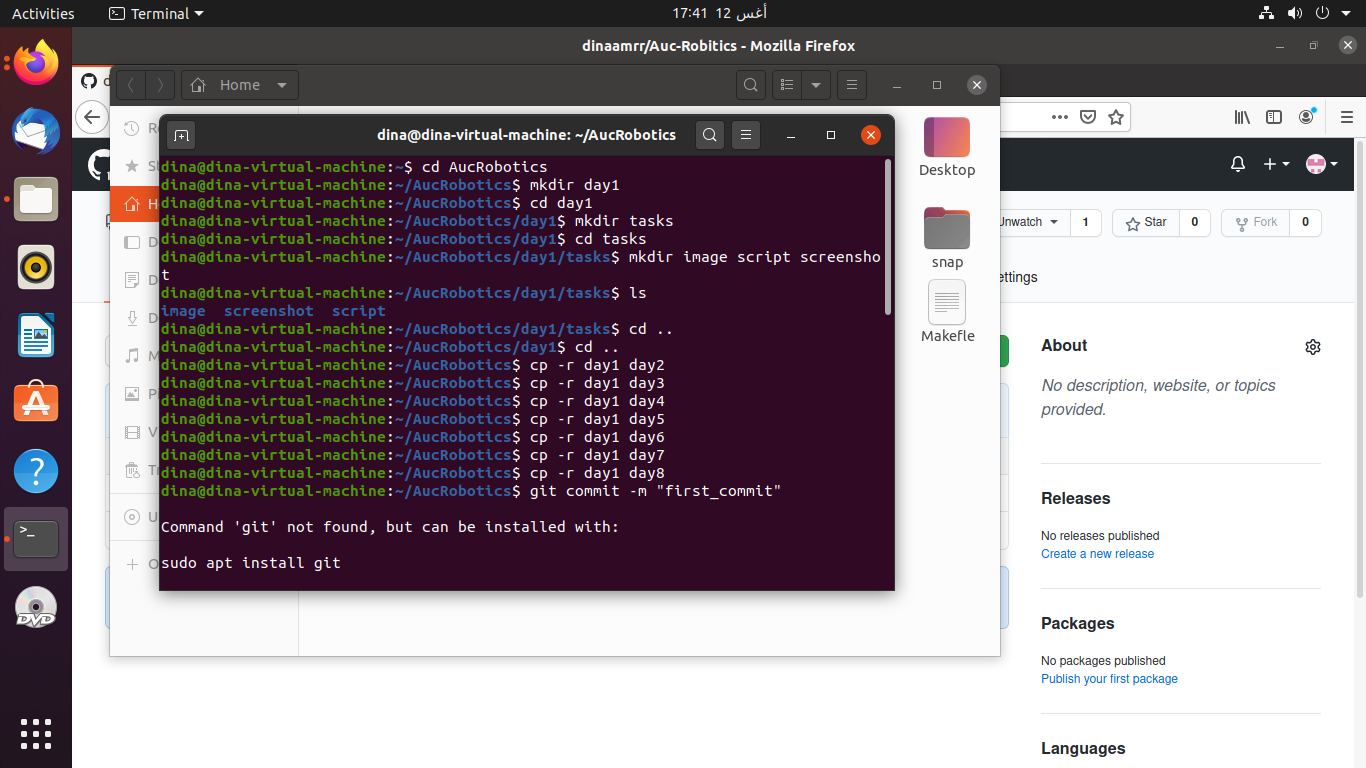 Activities
Terminal
17:41 12 أغس
dinaamrr/Auc-Robitics - Mozilla Firefox
Home
dina@dina-virtual-machine: ~/AucRobotics
dina@dina-virtual-machine:~$ cd AucRobotics
dina@dina-virtual-machine:~/AucRobotics$ mkdir day1
dina@dina-virtual-machine:~/AucRobotics$ cd day1
dina@dina-virtual-machine:~/AucRobotics/day1$ mkdir tasks
dina@dina-virtual-machine:~/AucRobotics/day1$ cd tasks
dina@dina-virtual-machine:~/AucRobotics/day1/tasks$ mkdir image script screensho
t
dina@dina-virtual-machine:~/AucRobotics/day1/tasks$ ls
image  screenshot  script
dina@dina-virtual-machine:~/AucRobotics/day1/tasks$ cd ..
dina@dina-virtual-machine:~/AucRobotics/day1$ cd ..
dina@dina-virtual-machine:~/AucRobotics$ cp -r day1 day2
dina@dina-virtual-machine:~/AucRobotics$ cp -r day1 day3
dina@dina-virtual-machine:~/AucRobotics$ cp -r day1 day4
dina@dina-virtual-machine:~/AucRobotics$ cp -r day1 day5
dina@dina-virtual-machine:~/AucRobotics$ cp -r day1 day6
dina@dina-virtual-machine:~/AucRobotics$ cp -r day1 day7
dina@dina-virtual-machine:~/AucRobotics$ cp -r day1 day8
dina@dina-virtual-machine:~/AucRobotics$ git commit -m "first_commit"
Command 'git' not found, but can be installed with:
sudo apt install git
Desktop
snap
Makefle
Unwatch
1
Star
0
Fork
0
ettings
About
No description, website, or topics
provided.
Releases
No releases published
Create a new release
Packages
No packages published
Publish your first package
Languages
DVD